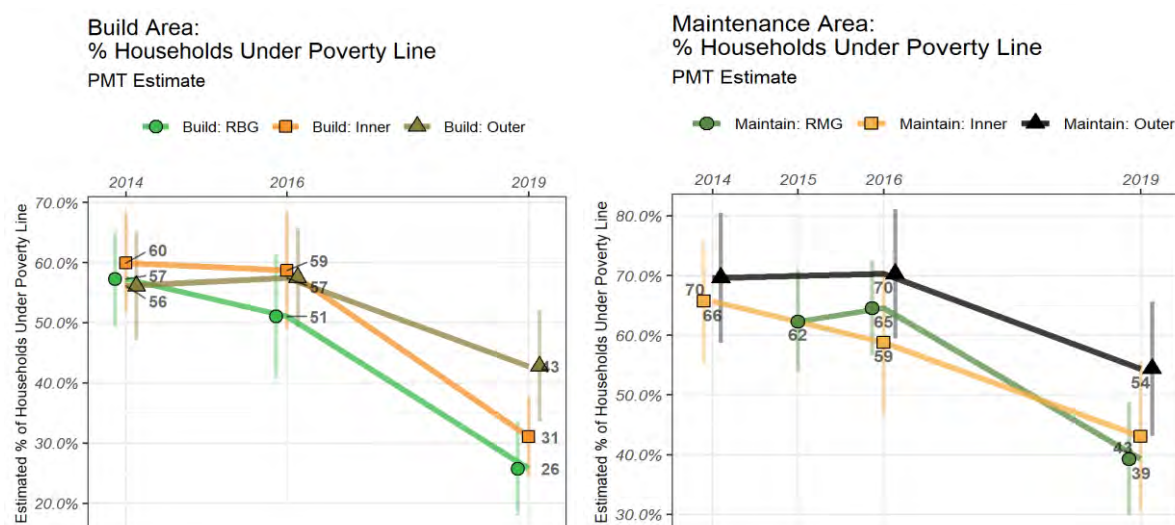 Build Area:
% Households Under Poverty Line
PMT Estimate
Build: RBG Build: Inner Build: Outer
2014 2016 2019
Estimated % of Households Under Poverty Line
70.0%
60.0%
50.0%
40.0%
30.0%
20.0%
60
57
56
59
57
51
43
31
26
Maintenance Area:
% Households Under Poverty Line
PMT Estimate
Maintain: RMG Maintain: Inner Maintain: Outer
2014 2015 2016 2019
Estimated % of Households Under Poverty Line
80.0%
70.0%
60.0%
50.0%
40.0%
30.0%
70
66
62
70
65
59
54
43
39